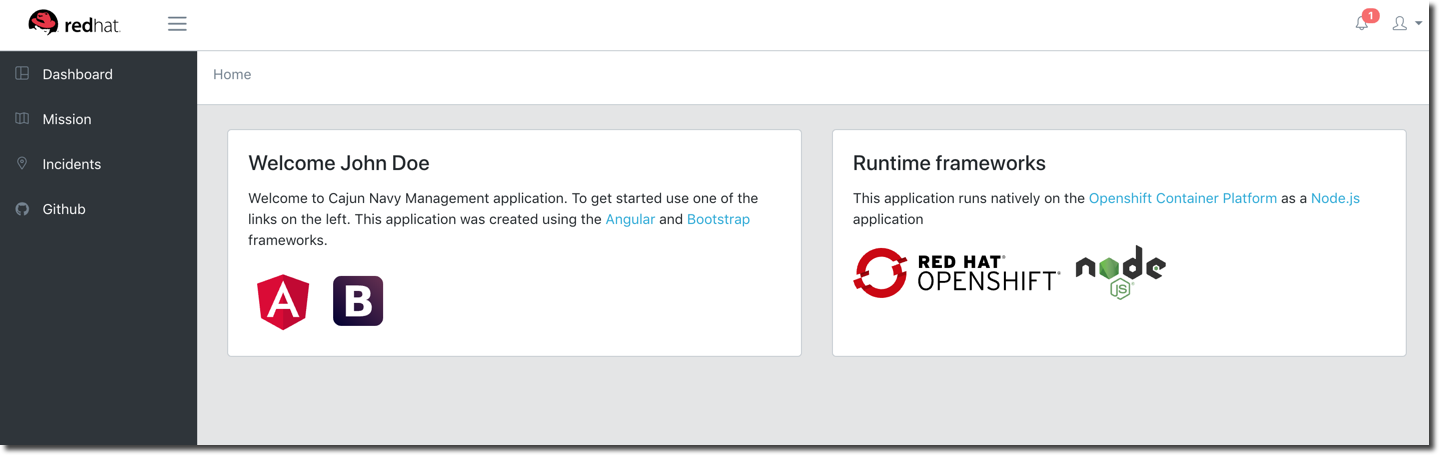 redhat.
1
Dashboard
Mission
Incidents
Github
Home
Welcome John Doe
Welcome to Cajun Navy Management application. To get started use one of the
links on the left. This application was created using the Angular and Bootstrap
frameworks.
A
B
Runtime frameworks
This application runs natively on the Openshift Container Platform as a Node.js
application
RED HAT®
OPENSHIFT®
node
JS®